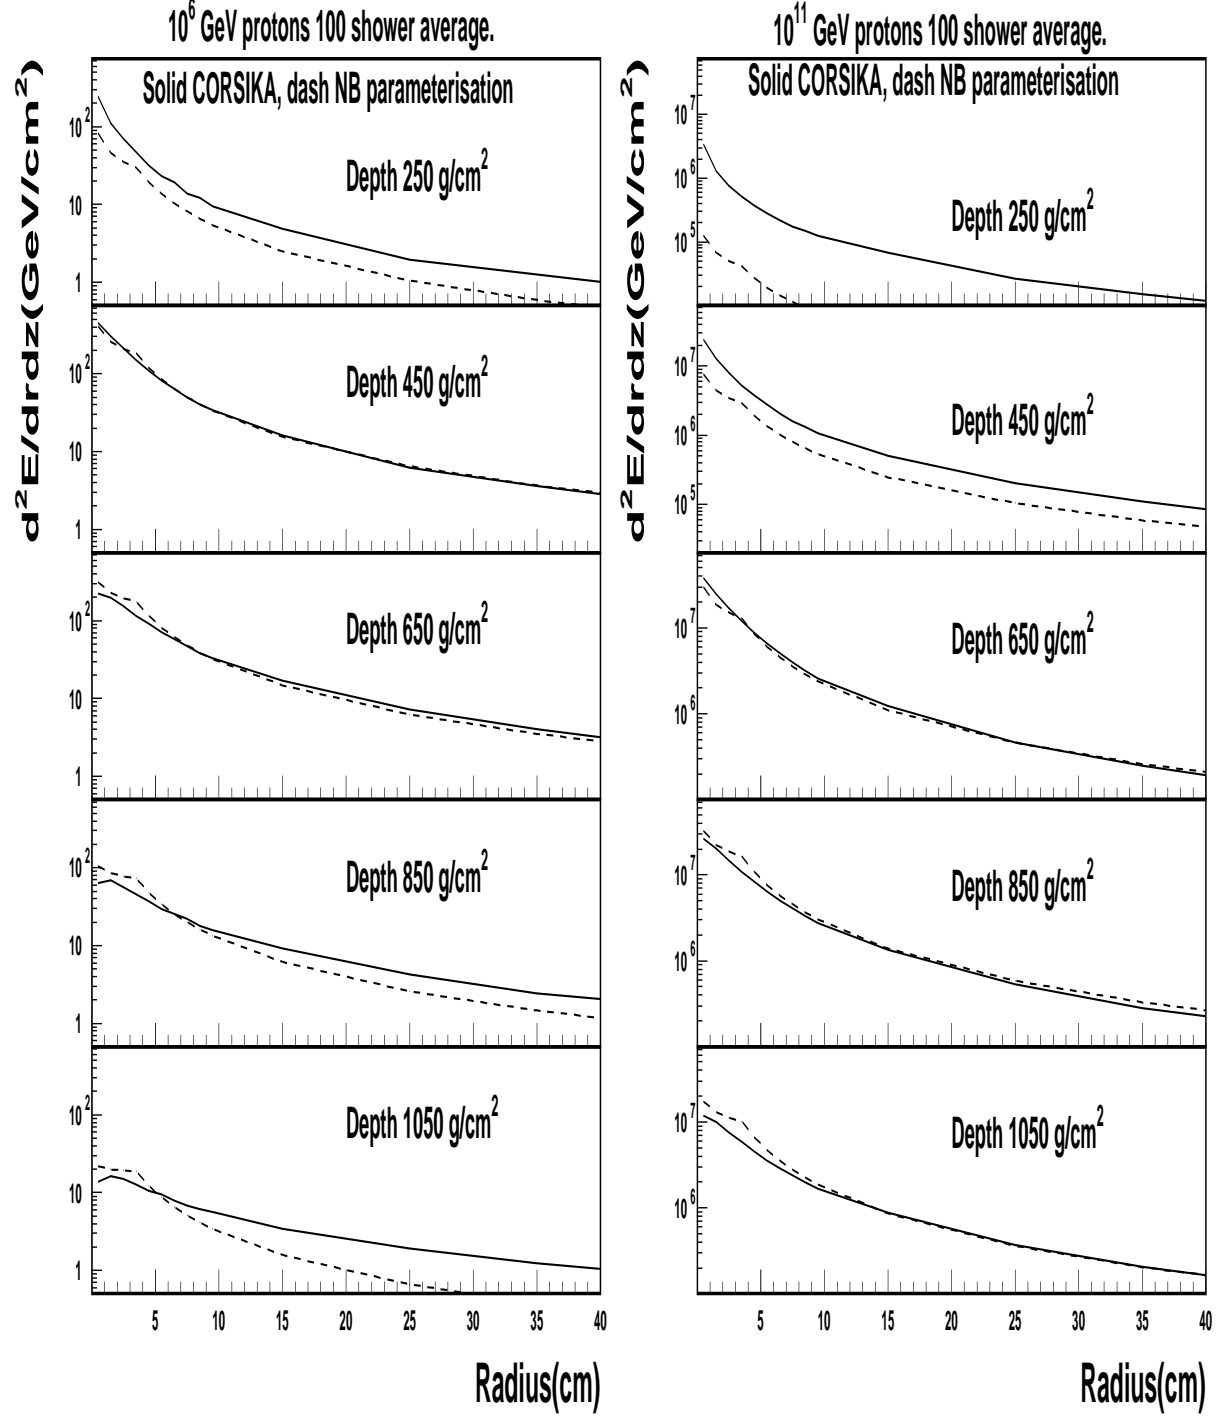 10^6 GeV protons 100 shower average.
Solid CORSIKA, dash NB parameterisation
d^2E/drdz(GeV/cm^2)
10^2
10
1
Depth 250 g/cm^2
10^2
10
1
Depth 450 g/cm^2
10^2
10
1
Depth 650 g/cm^2
10^2
10
1
Depth 850 g/cm^2
10^2
10
1
Depth 1050 g/cm^2
5 10 15 20 25 30 35 40
Radius(cm)
10^11 GeV protons 100 shower average.
Solid CORSIKA, dash NB parameterisation
d^2E/drdz(GeV/cm^2)
10^7
10^6
10^5
Depth 250 g/cm^2
10^7
10^6
10^5
Depth 450 g/cm^2
10^7
10^6
Depth 650 g/cm^2
10^7
10^6
Depth 850 g/cm^2
10^7
10^6
Depth 1050 g/cm^2
5 10 15 20 25 30 35 40
Radius(cm)